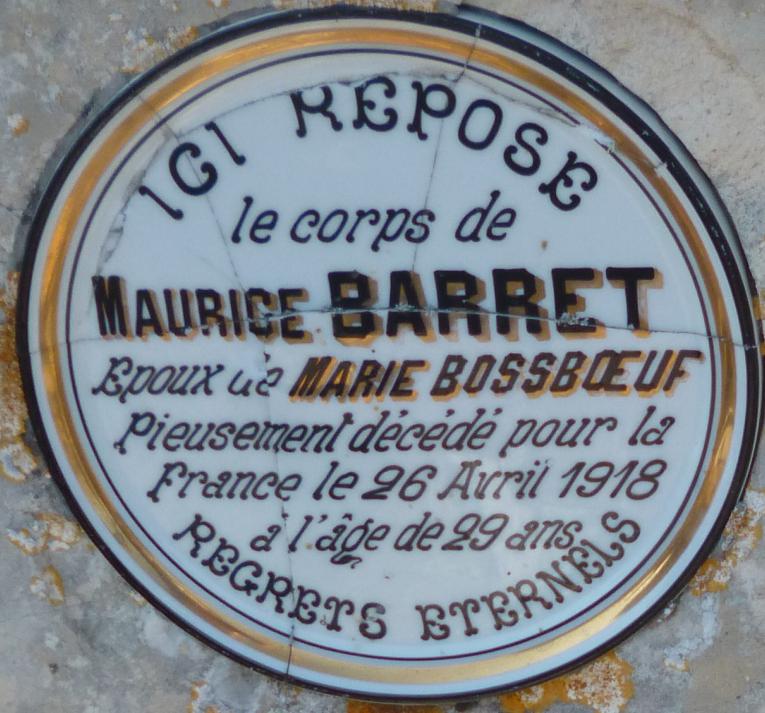 ICI REPOSE
le corps de
MAURICE BARRET
Epoux de MARIE BOSSBŒUF
Pieusement décédé pour la
France le 26 Avril 1918
a l'âge de 29 ans
REGRETS ETERNELS